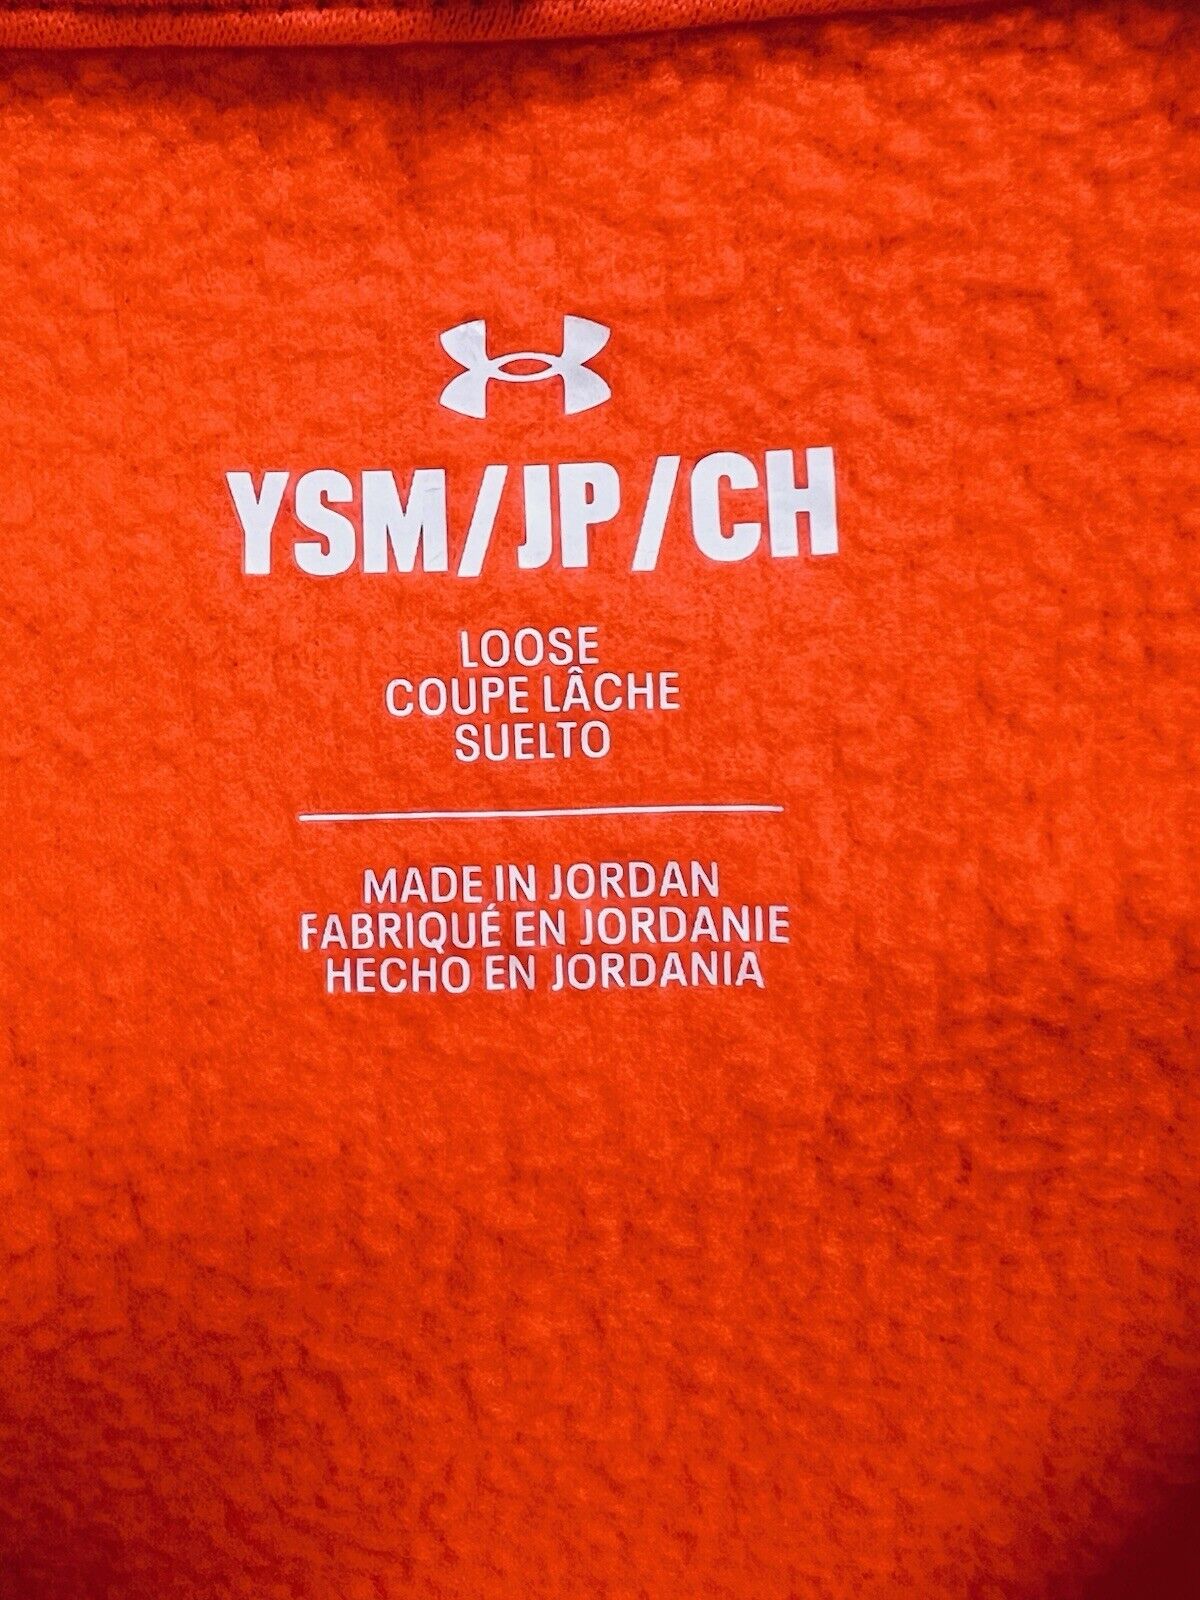 YSM/JP/CH
LOOSE
COUPE LÂCHE
SUELTO
MADE IN JORDAN
FABRIQUÉ EN JORDANIE
HECHO EN JORDANIA